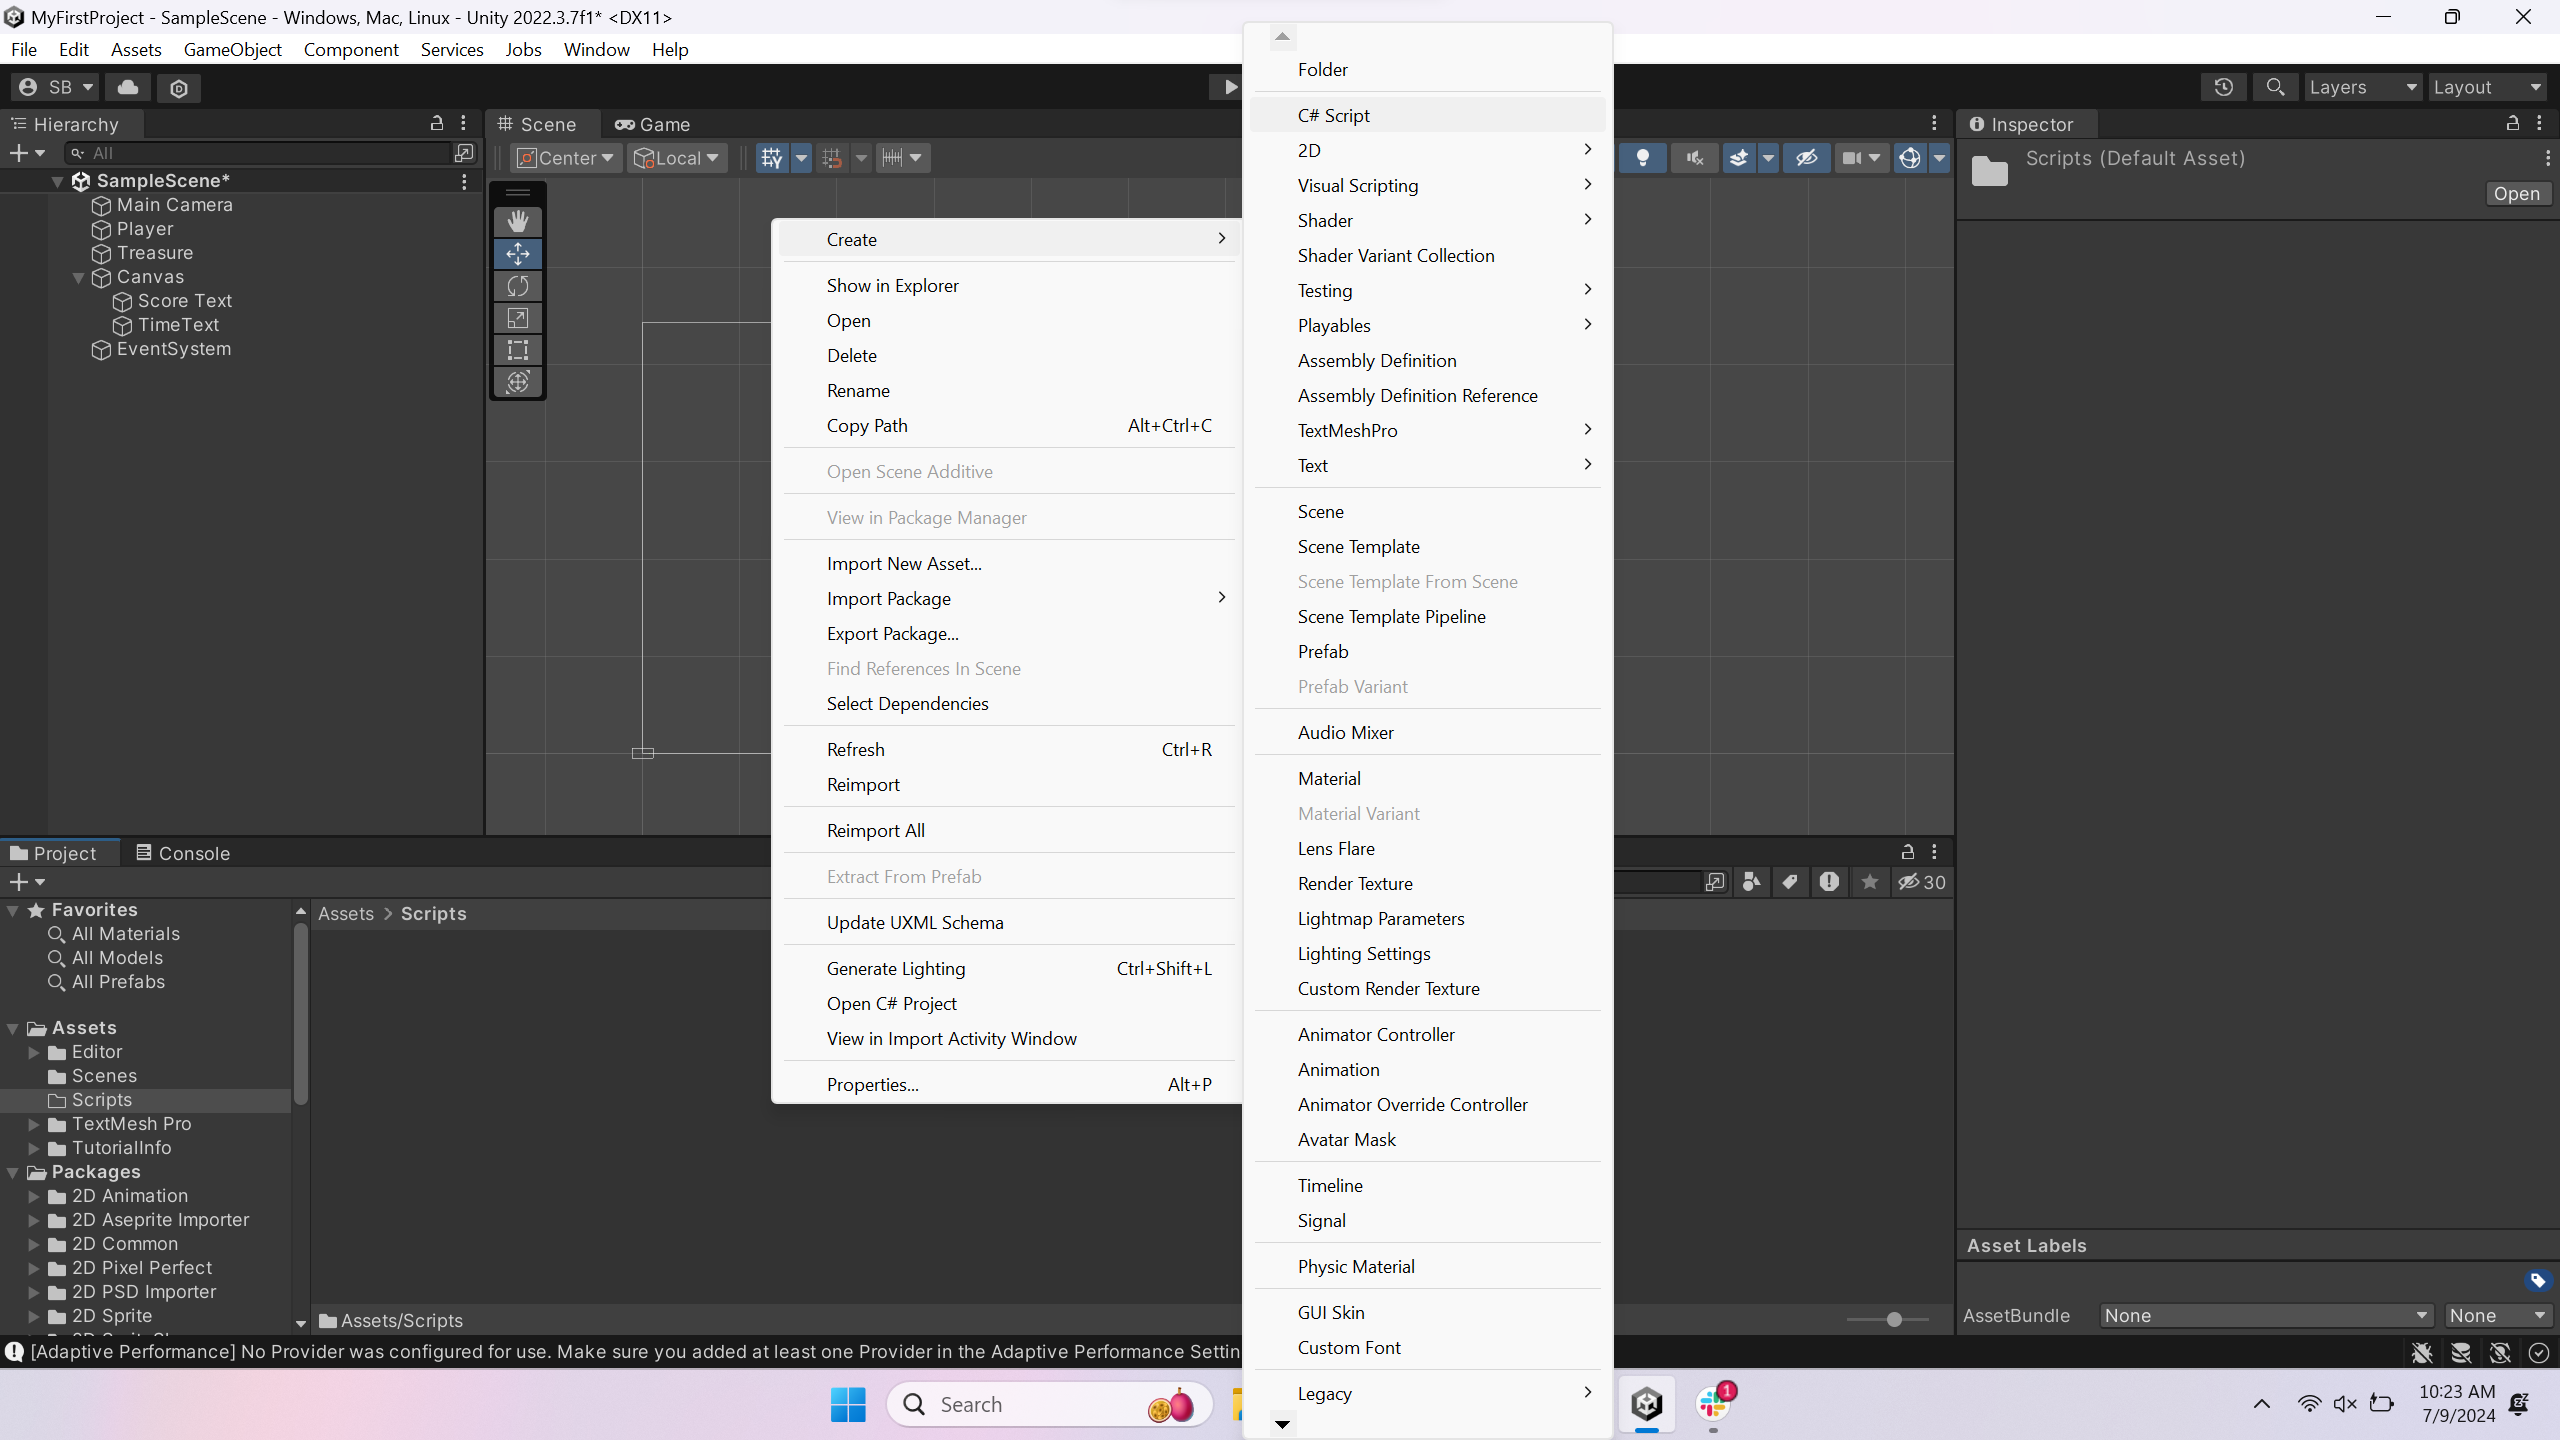 MyFirstProject - SampleScene - Windows, Mac, Linux - Unity 2022.3.7f1* <DX11>
File Edit Assets GameObject Component Services Jobs Window Help
SB
Layers
Layout
Hierarchy
All
SampleScene*
Main Camera
Player
Treasure
Canvas
Score Text
TimeText
EventSystem
Scene
Game
Center
Local
Create
Show in Explorer
Open
Delete
Rename
Copy Path Alt+Ctrl+C
Open Scene Additive
View in Package Manager
Import New Asset...
Import Package
Export Package...
Find References In Scene
Select Dependencies
Refresh Ctrl+R
Reimport
Reimport All
Extract From Prefab
Update UXML Schema
Generate Lighting Ctrl+Shift+L
Open C# Project
View in Import Activity Window
Properties... Alt+P
Folder
C# Script
2D
Visual Scripting
Shader
Shader Variant Collection
Testing
Playables
Assembly Definition
Assembly Definition Reference
TextMeshPro
Text
Scene
Scene Template
Scene Template From Scene
Scene Template Pipeline
Prefab
Prefab Variant
Audio Mixer
Material
Material Variant
Lens Flare
Render Texture
Lightmap Parameters
Lighting Settings
Custom Render Texture
Animator Controller
Animation
Animator Override Controller
Avatar Mask
Timeline
Signal
Physic Material
GUI Skin
Custom Font
Legacy
Inspector
Scripts (Default Asset)
Open
Asset Labels
AssetBundle None None
Project
Console
30
Favorites
All Materials
All Models
All Prefabs
Assets
Editor
Scenes
Scripts
TextMesh Pro
TutorialInfo
Packages
2D Animation
2D Aseprite Importer
2D Common
2D Pixel Perfect
2D PSD Importer
2D Sprite
Assets > Scripts
Assets/Scripts
[Adaptive Performance] No Provider was configured for use. Make sure you added at least one Provider in the Adaptive Performance Settin
Search
1
10:23 AM
7/9/2024